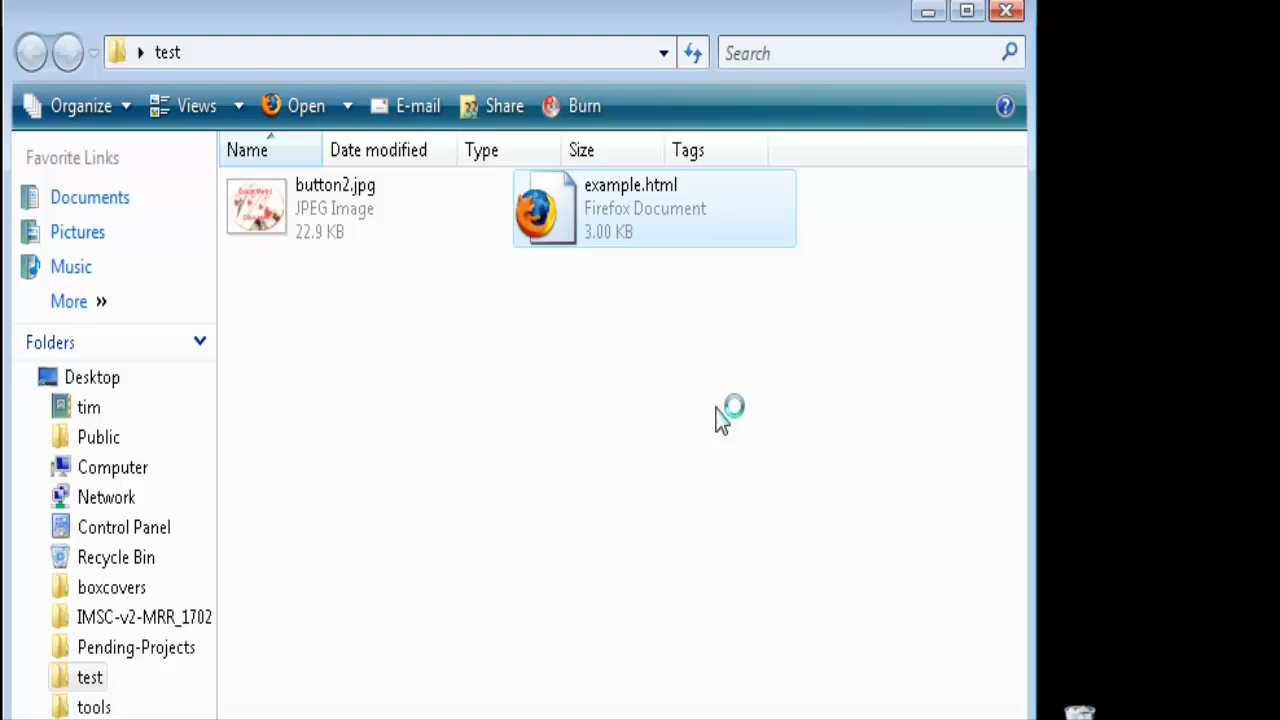 test
Search
Organize
Views
Open
E-mail
Share
Burn
Favorite Links
Documents
Pictures
Music
More »
Folders
Desktop
tim
Public
Computer
Network
Control Panel
Recycle Bin
boxcovers
IMSC-v2-MRR_1702
Pending-Projects
test
tools
Name
Date modified
Type
Size
Tags
button2.jpg
JPEG Image
22.9 KB
example.html
Firefox Document
3.00 KB